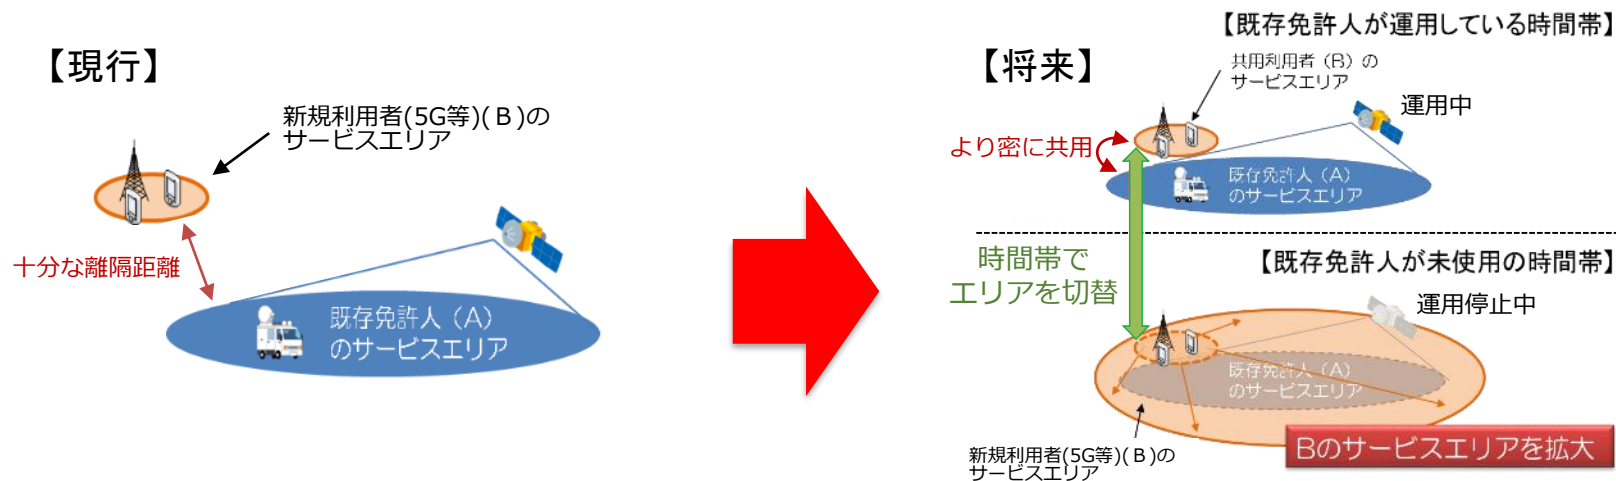 【現行】
新規利用者(5G等)(Ｂ)の
サービスエリア
十分な離隔距離
既存免許人（A）
のサービスエリア
【将来】
【既存免許人が運用している時間帯】
共用利用者（B）の
サービスエリア
運用中
より密に共用
既存免許人（A）
のサービスエリア
時間帯で
エリアを切替
【既存免許人が未使用の時間帯】
運用停止中
既存免許人（A）
のサービスエリア
新規利用者(5G等)(Ｂ)の
サービスエリア
Bのサービスエリアを拡大